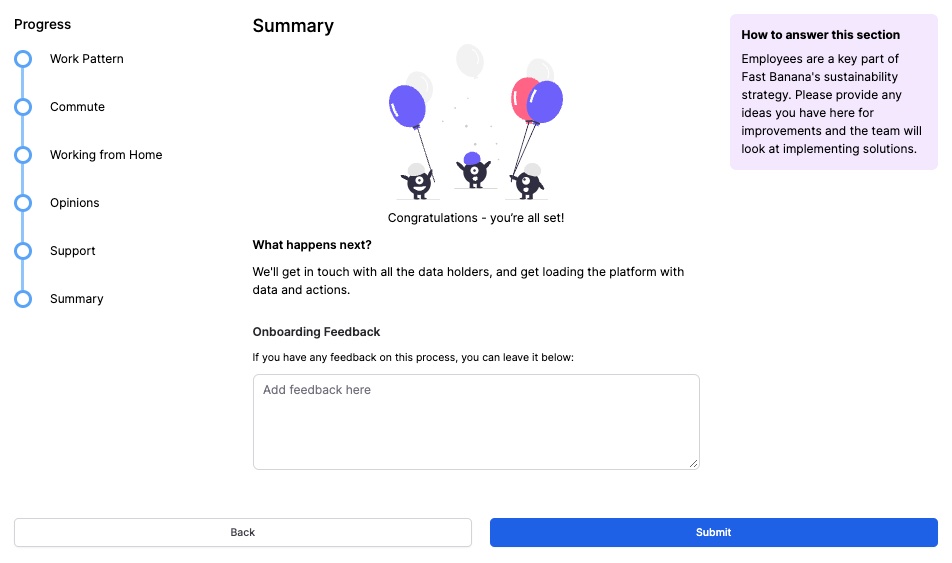 Progress
Work Pattern
Commute
Working from Home
Opinions
Support
Summary
Summary
Congratulations - you're all set!
What happens next?
We'll get in touch with all the data holders, and get loading the platform with
data and actions.
Onboarding Feedback
If you have any feedback on this process, you can leave it below:
Add feedback here
How to answer this section
Employees are a key part of
Fast Banana's sustainability
strategy. Please provide any
ideas you have here for
improvements and the team will
look at implementing solutions.
Back
Submit